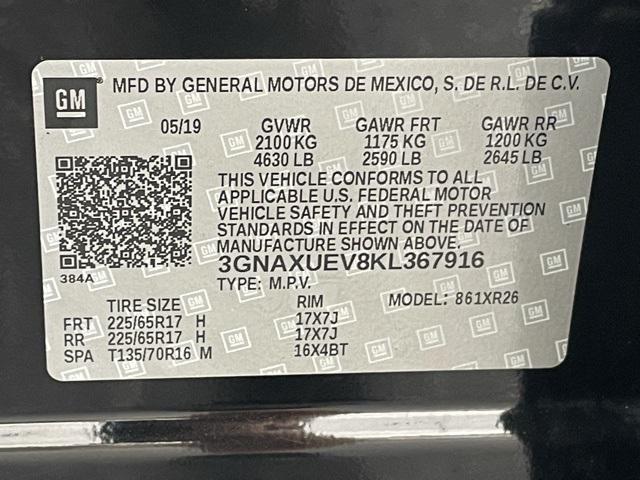 GM MFD BY GENERAL MOTORS DE MEXICO, S. DE R.L. DE C.V.
05/19 GVWR GAWR FRT GAWR RR
2100 KG 1175 KG 1200 KG
4630 LB 2590 LB 2645 LB
THIS VEHICLE CONFORMS TO ALL
APPLICABLE U.S. FEDERAL MOTOR
VEHICLE SAFETY AND THEFT PREVENTION
STANDARDS IN EFFECT ON THE DATE OF
MANUFACTURE SHOWN ABOVE.
384A 3GNAXUEV8KL367916
TYPE: M.P.V. MODEL: 861XR26
TIRE SIZE RIM
FRT 225/65R17 H 17X7J
RR 225/65R17 H 17X7J
SPA T135/70R16 M 16X4BT